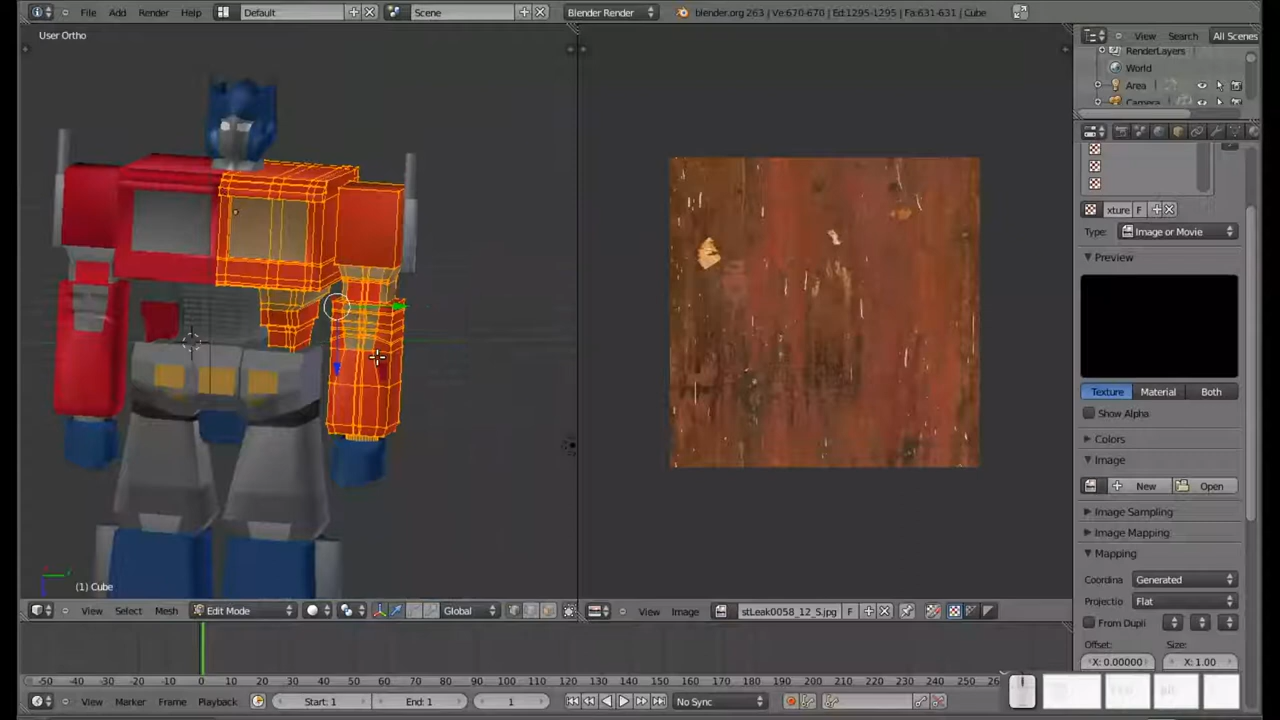 File Add Render Help Default Scene Blender Render blender.org 263 | Ve:670-670 | Ed:1295-1295 | Fa:631-631 | Cube
User Ortho
View Search All Scenes
RenderLayers
World
Area
Camera
xture F
Type: Image or Movie
Preview
Texture Material Both
Show Alpha
Colors
Image
New Open
Image Sampling
Image Mapping
Mapping
Coordina Generated
Projectio Flat
From Dupli
Offset: Size:
X: 0.00000 X: 1.00
(1) Cube
View Select Mesh Edit Mode Global View Image stLeak0058_12_S.jpg F
-50 -40 -30 -20 -10 0 10 20 30 40 50 60 70 80 90 100 110 120 130 140 150 160 170 180 190 200 210 220 230 240 250 26
View Marker Frame Playback Start: 1 End: 1 1 No Sync